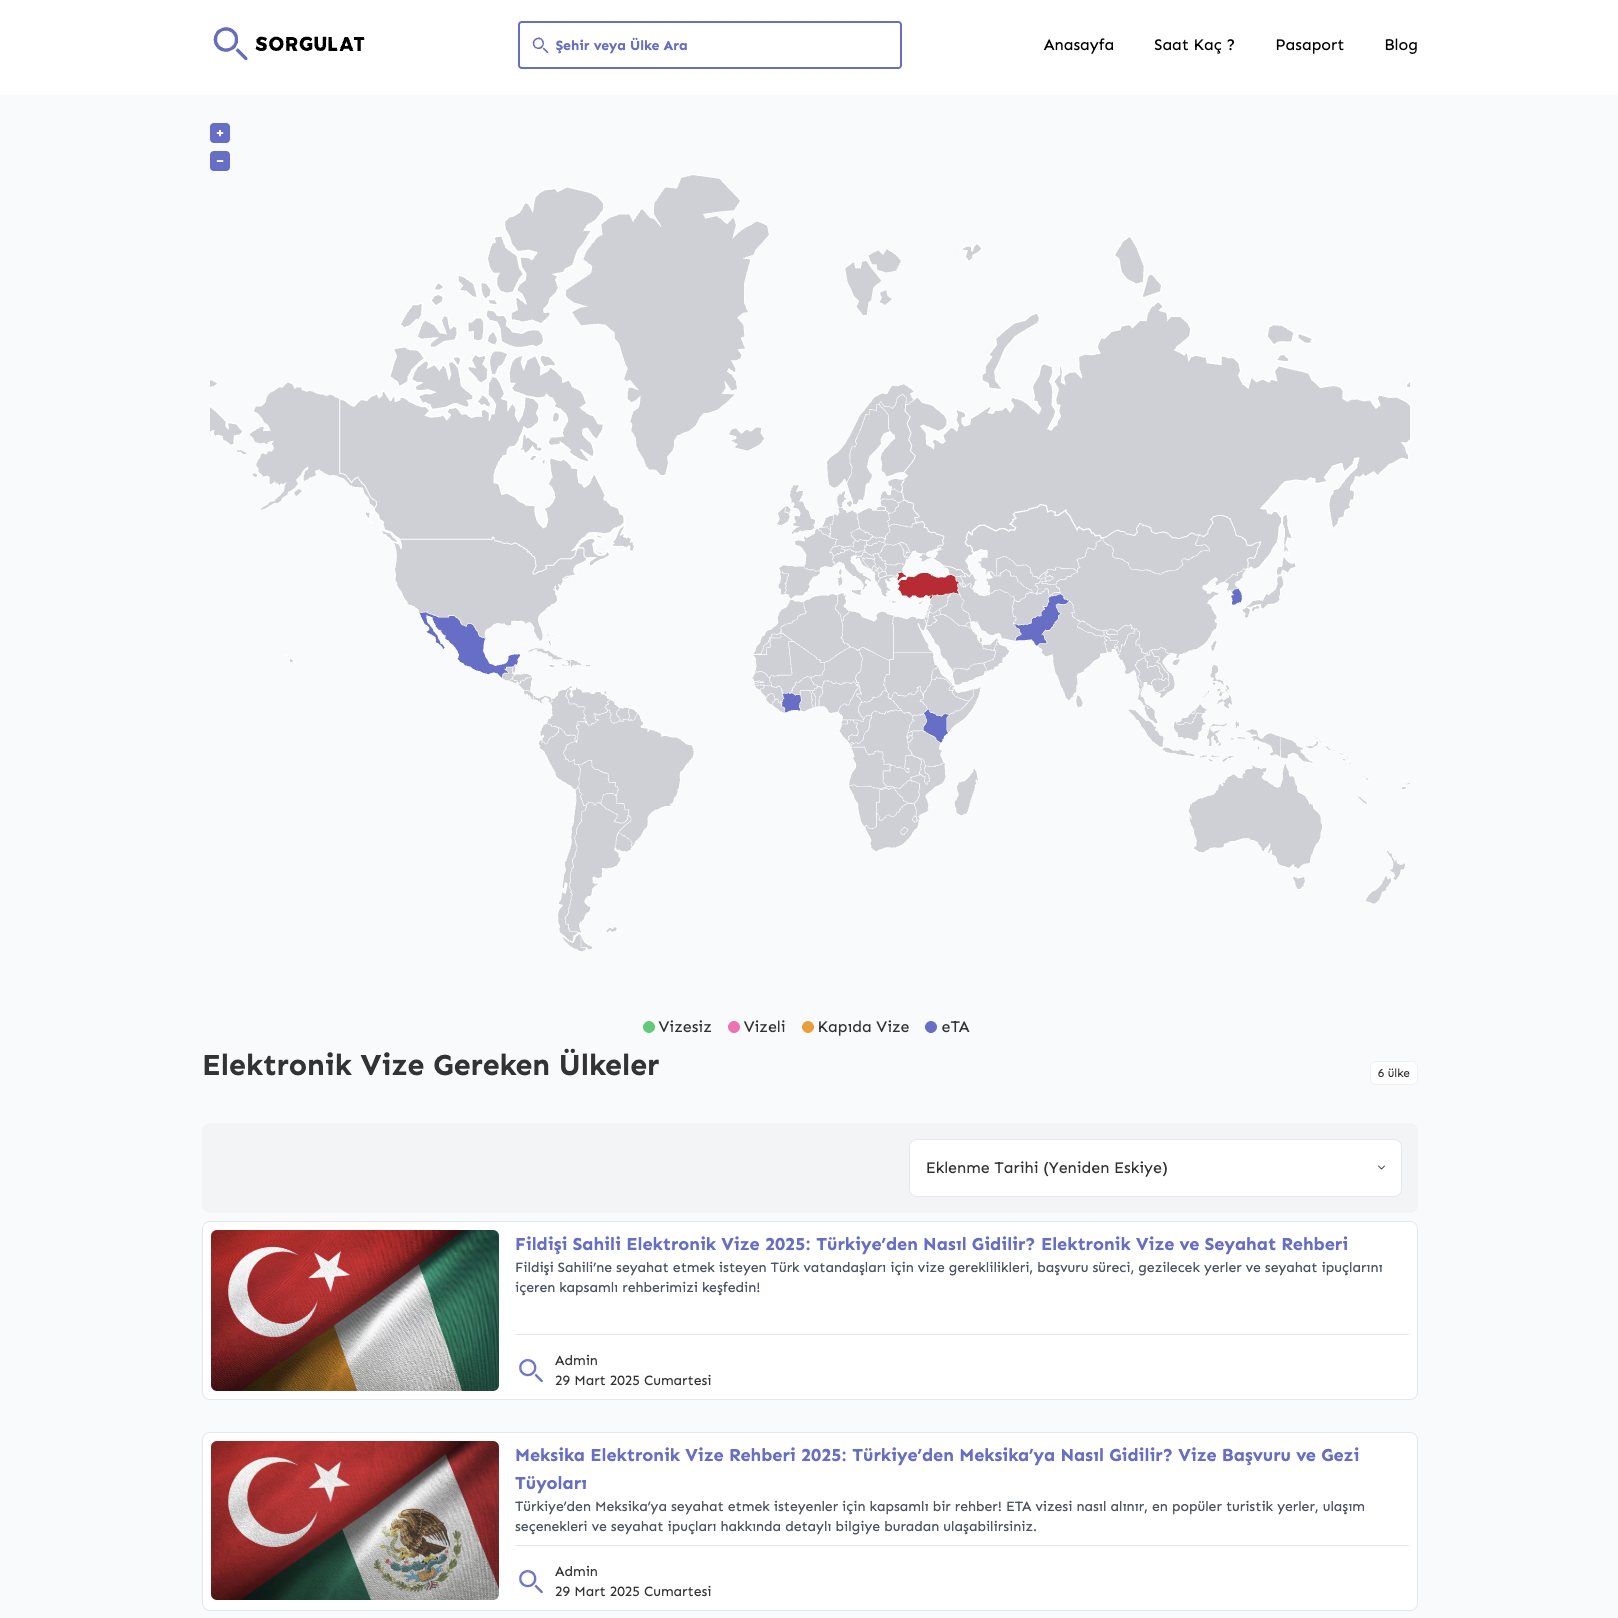 SORGULAT
Şehir veya Ülke Ara
Anasayfa
Saat Kaç ?
Pasaport
Blog
+
−
Vizesiz
Vizeli
Kapıda Vize
eTA
Elektronik Vize Gereken Ülkeler
6 ülke
Eklenme Tarihi (Yeniden Eskiye)
Fildişi Sahili Elektronik Vize 2025: Türkiye’den Nasıl Gidilir? Elektronik Vize ve Seyahat Rehberi
Fildişi Sahili’ne seyahat etmek isteyen Türk vatandaşları için vize gereklilikleri, başvuru süreci, gezilecek yerler ve seyahat ipuçlarını
içeren kapsamlı rehberimizi keşfedin!
Admin
29 Mart 2025 Cumartesi
Meksika Elektronik Vize Rehberi 2025: Türkiye’den Meksika’ya Nasıl Gidilir? Vize Başvuru ve Gezi
Tüyoları
Türkiye’den Meksika’ya seyahat etmek isteyenler için kapsamlı bir rehber! ETA vizesi nasıl alınır, en popüler turistik yerler, ulaşım
seçenekleri ve seyahat ipuçları hakkında detaylı bilgiye buradan ulaşabilirsiniz.
Admin
29 Mart 2025 Cumartesi